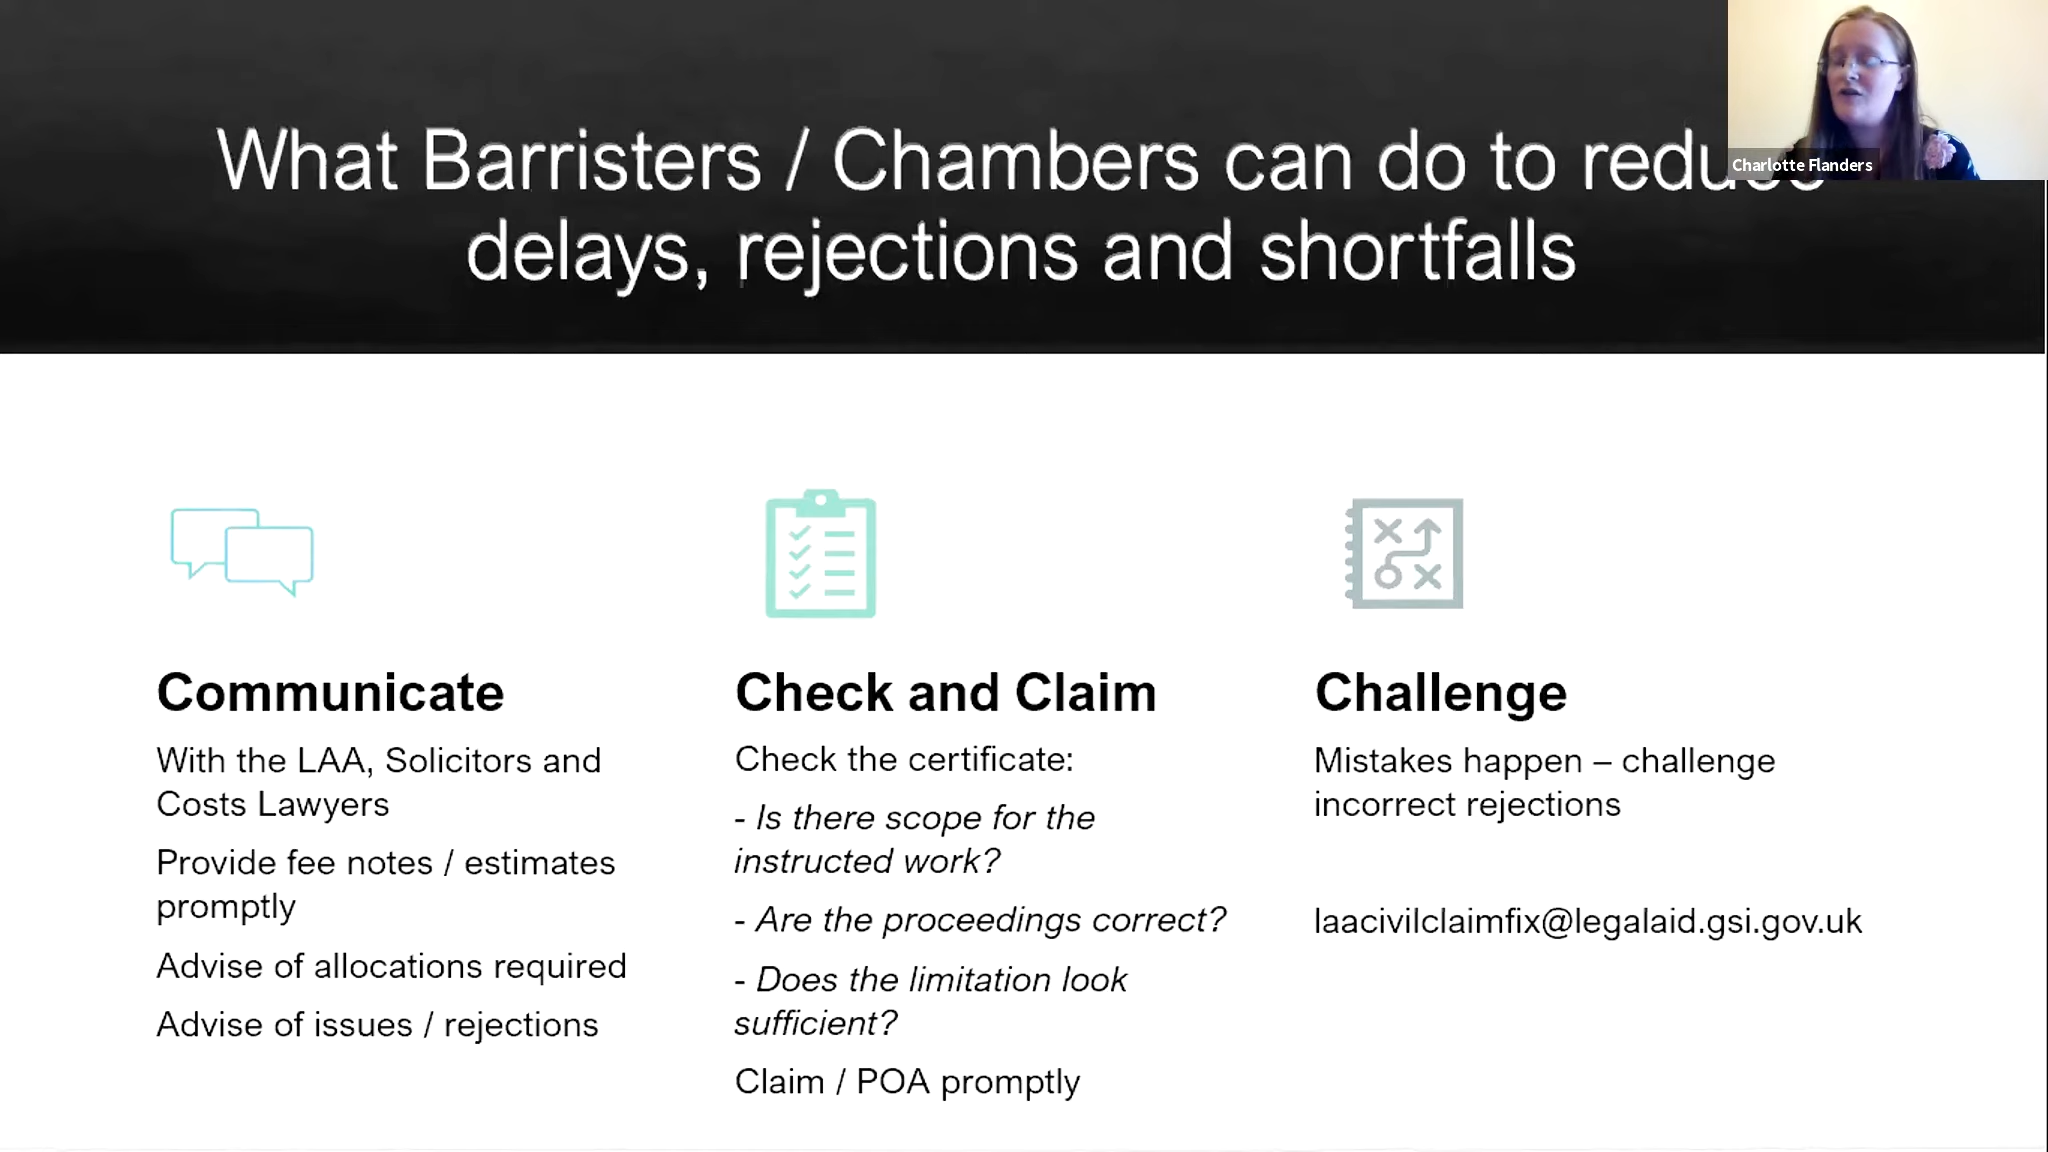 What Barristers / Chambers can do to reduce
delays, rejections and shortfalls
Charlotte Flanders
Communicate
With the LAA, Solicitors and
Costs Lawyers
Provide fee notes / estimates
promptly
Advise of allocations required
Advise of issues / rejections
Check and Claim
Check the certificate:
- Is there scope for the
instructed work?
- Are the proceedings correct?
- Does the limitation look
sufficient?
Claim / POA promptly
Challenge
Mistakes happen – challenge
incorrect rejections
laacivilclaimfix@legalaid.gsi.gov.uk